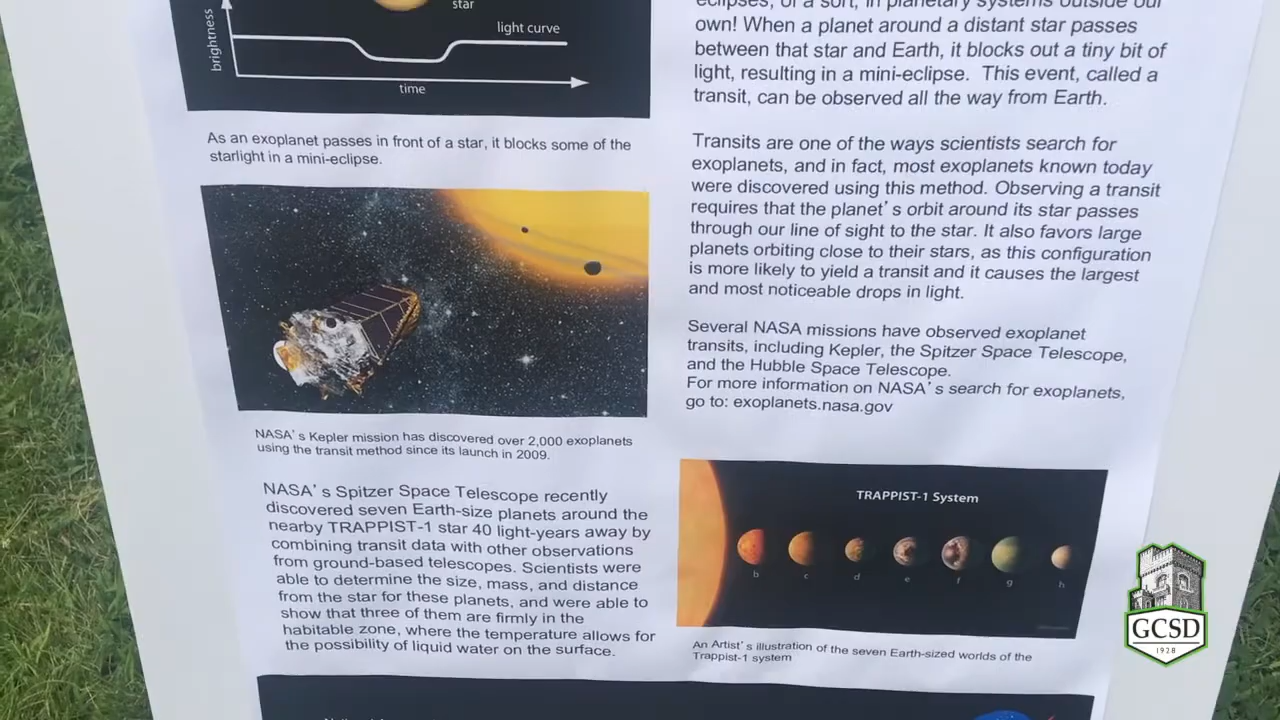 star
brightness
light curve
time
As an exoplanet passes in front of a star, it blocks some of the
starlight in a mini-eclipse.
NASA's Kepler mission has discovered over 2,000 exoplanets
using the transit method since its launch in 2009.
NASA's Spitzer Space Telescope recently
discovered seven Earth-size planets around the
nearby TRAPPIST-1 star 40 light-years away by
combining transit data with other observations
from ground-based telescopes. Scientists were
able to determine the size, mass, and distance
from the star for these planets, and were able to
show that three of them are firmly in the
habitable zone, where the temperature allows for
the possibility of liquid water on the surface.
eclipses, of a sort, in planetary systems outside our
own! When a planet around a distant star passes
between that star and Earth, it blocks out a tiny bit of
light, resulting in a mini-eclipse. This event, called a
transit, can be observed all the way from Earth.
Transits are one of the ways scientists search for
exoplanets, and in fact, most exoplanets known today
were discovered using this method. Observing a transit
requires that the planet's orbit around its star passes
through our line of sight to the star. It also favors large
planets orbiting close to their stars, as this configuration
is more likely to yield a transit and it causes the largest
and most noticeable drops in light.
Several NASA missions have observed exoplanet
transits, including Kepler, the Spitzer Space Telescope,
and the Hubble Space Telescope.
For more information on NASA's search for exoplanets,
go to: exoplanets.nasa.gov
TRAPPIST-1 System
b c d e f g h
An Artist's illustration of the seven Earth-sized worlds of the
Trappist-1 system
GCSD
1928